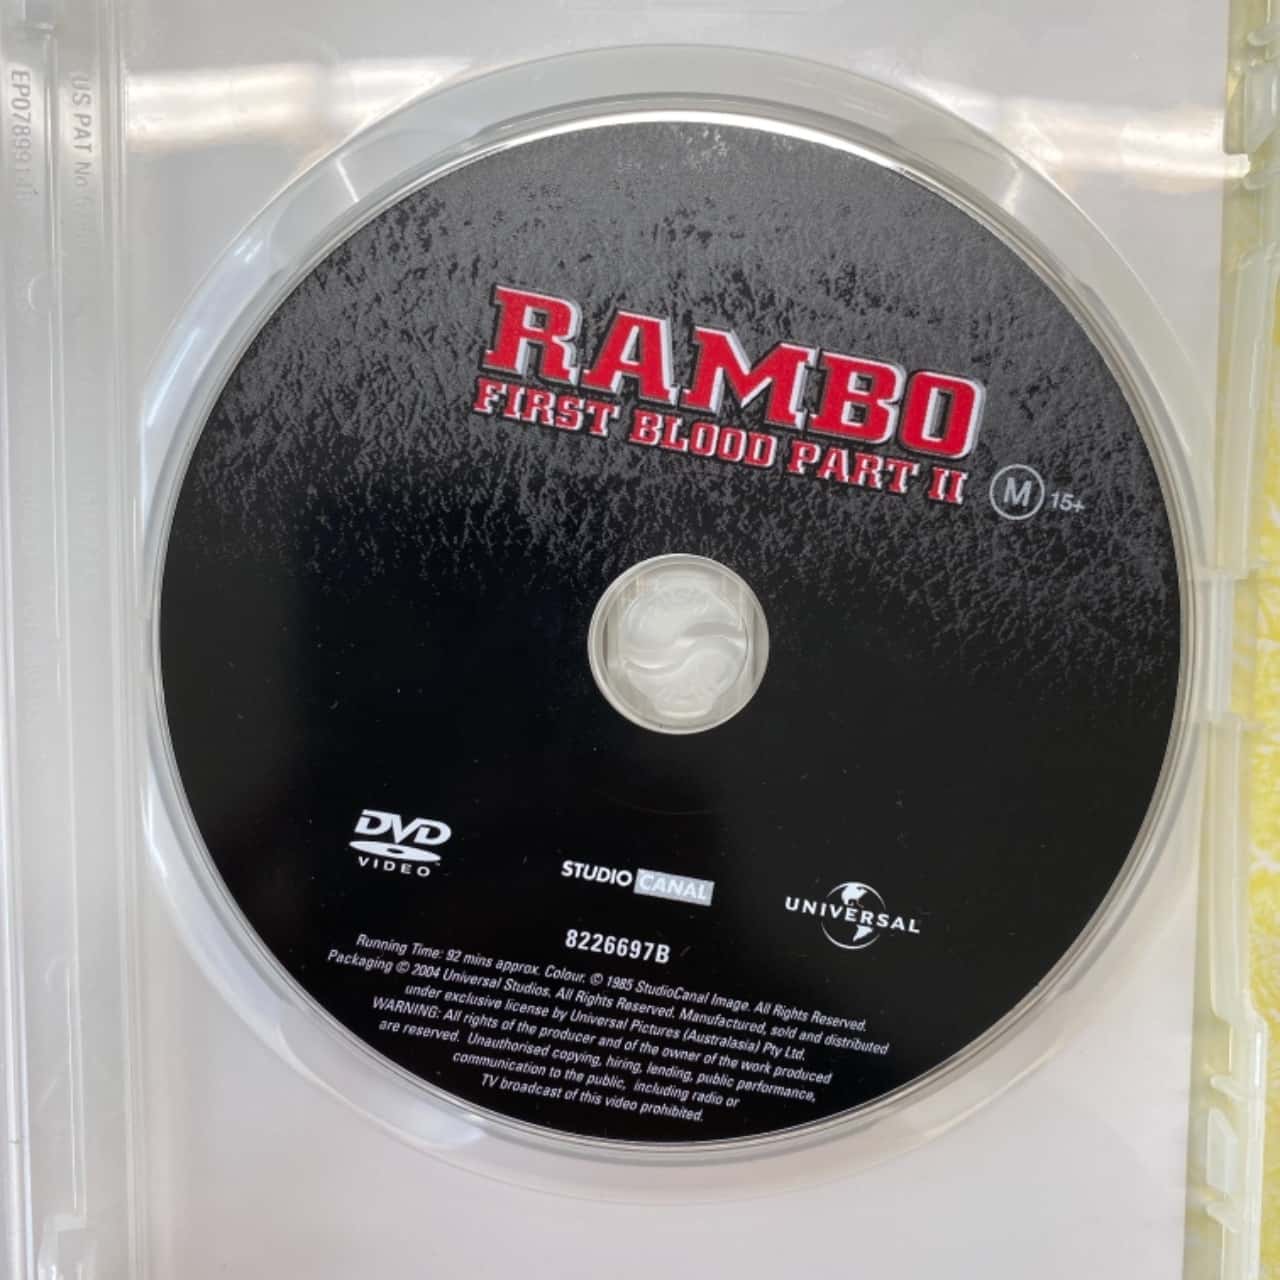 EP0789918
US PAT No
RAMBO
FIRST BLOOD PART II
M 15+
DVD
VIDEO
STUDIO CANAL
UNIVERSAL
8226697B
Running Time: 92 mins approx. Colour. © 1985 StudioCanal Image. All Rights Reserved.
Packaging © 2004 Universal Studios. All Rights Reserved. Manufactured, sold and distributed
under exclusive license by Universal Pictures (Australasia) Pty Ltd.
WARNING: All rights of the producer and of the owner of the work produced
are reserved. Unauthorised copying, hiring, lending, public performance,
communication to the public, including radio or
TV broadcast of this video prohibited.